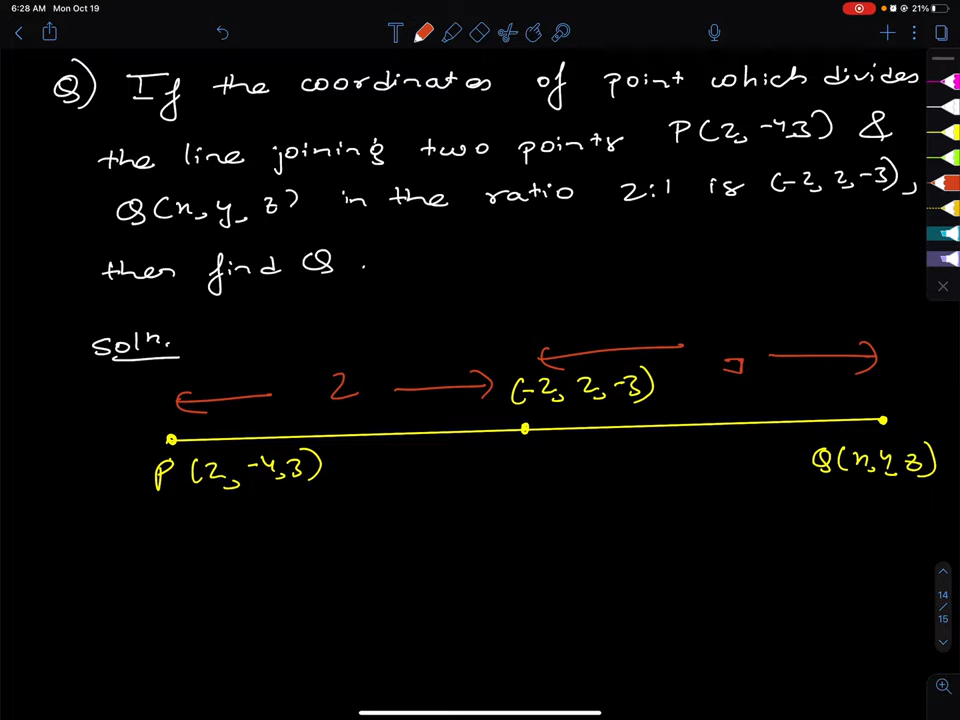 6:28 AM Mon Oct 19
21%
Q) If the coordinates of point which divides
the line joining two points P(2, -4,3) &
Q(x, y, z) in the ratio 2:1 is (-2, 2, -3),
then find Q.
Soln.
2
(-2, 2, -3)
P (2, -4,3)
Q(x, y, z)
14
/
15